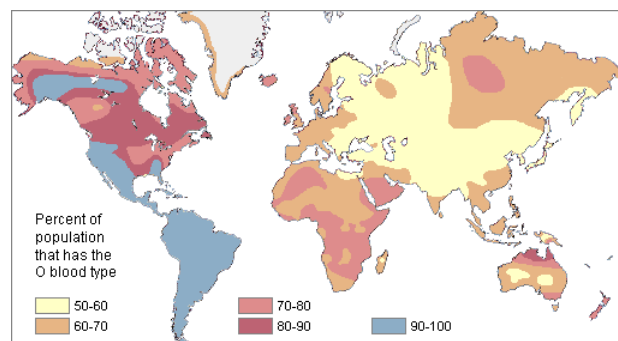 Percent of
population
that has the
O blood type
50-60
70-80
60-70
80-90
90-100